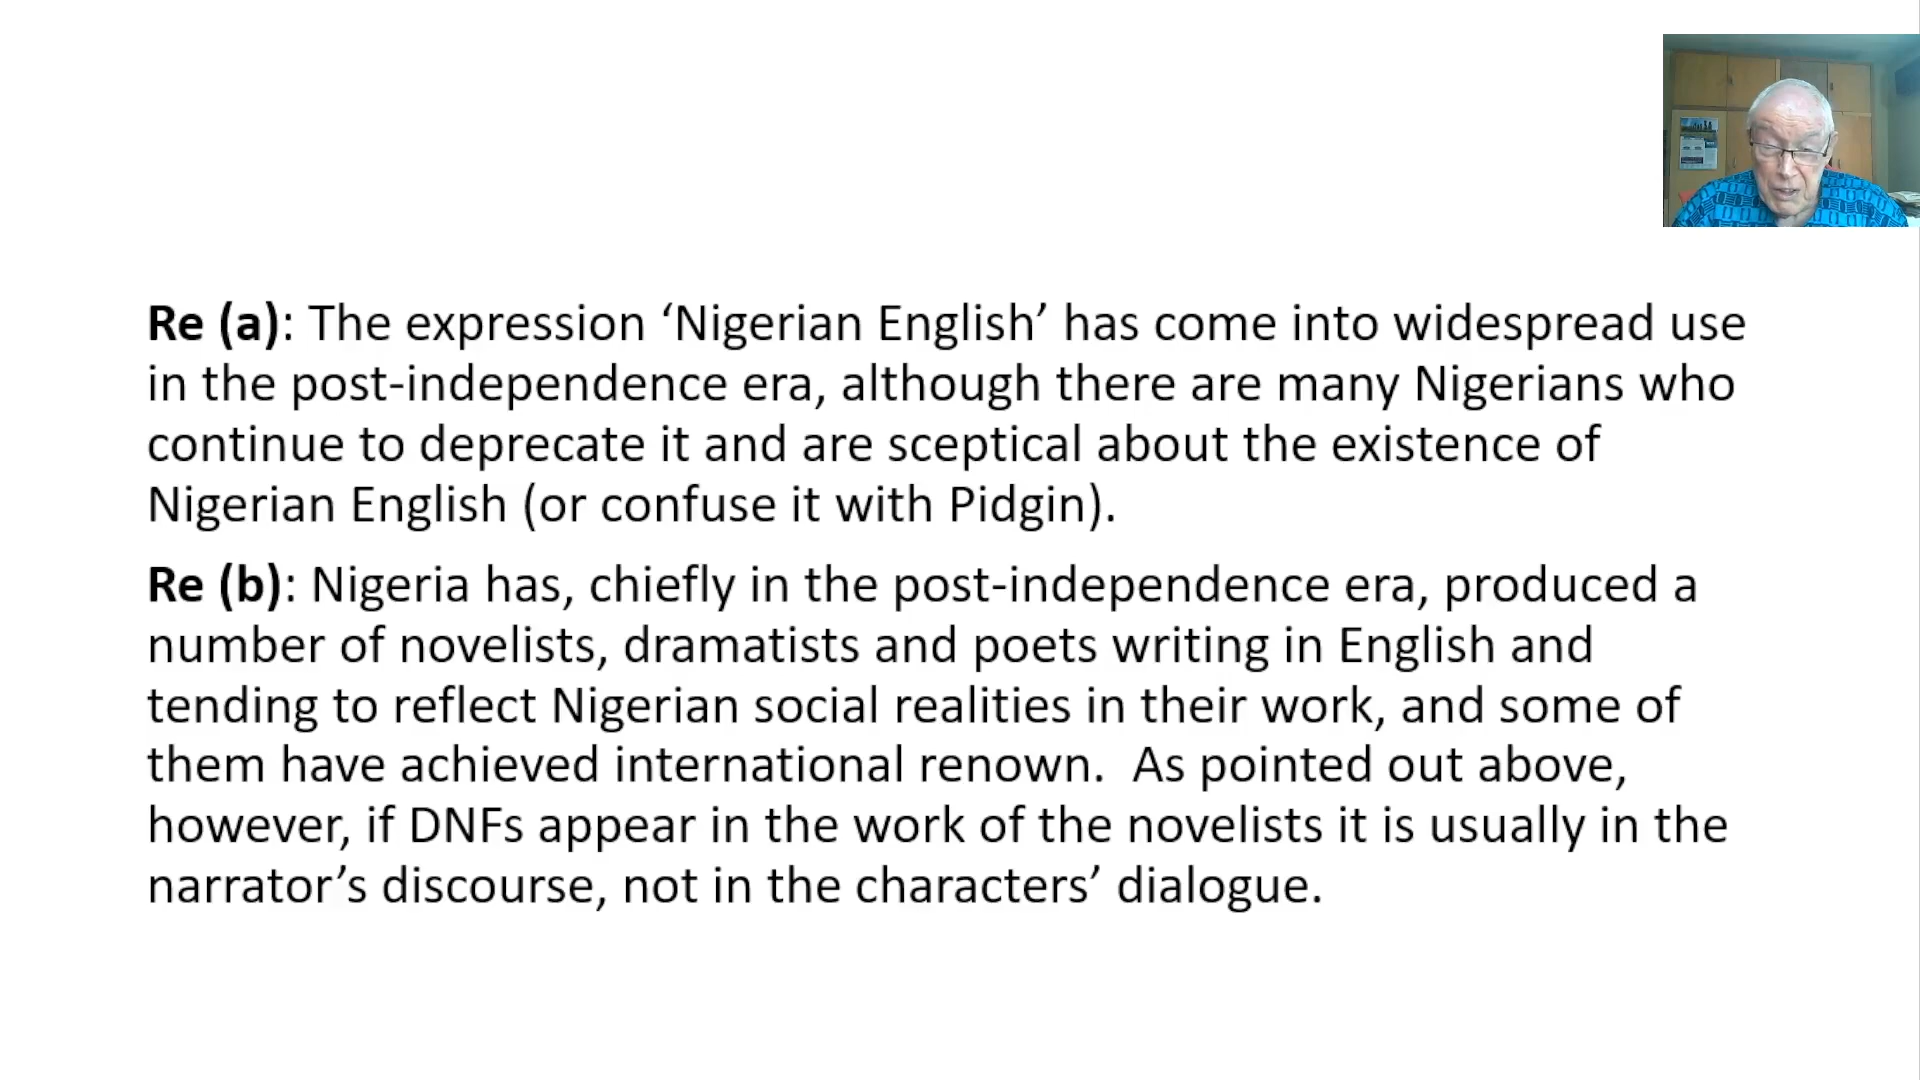 Re (a): The expression ‘Nigerian English’ has come into widespread use
in the post-independence era, although there are many Nigerians who
continue to deprecate it and are sceptical about the existence of
Nigerian English (or confuse it with Pidgin).
Re (b): Nigeria has, chiefly in the post-independence era, produced a
number of novelists, dramatists and poets writing in English and
tending to reflect Nigerian social realities in their work, and some of
them have achieved international renown.  As pointed out above,
however, if DNFs appear in the work of the novelists it is usually in the
narrator’s discourse, not in the characters’ dialogue.